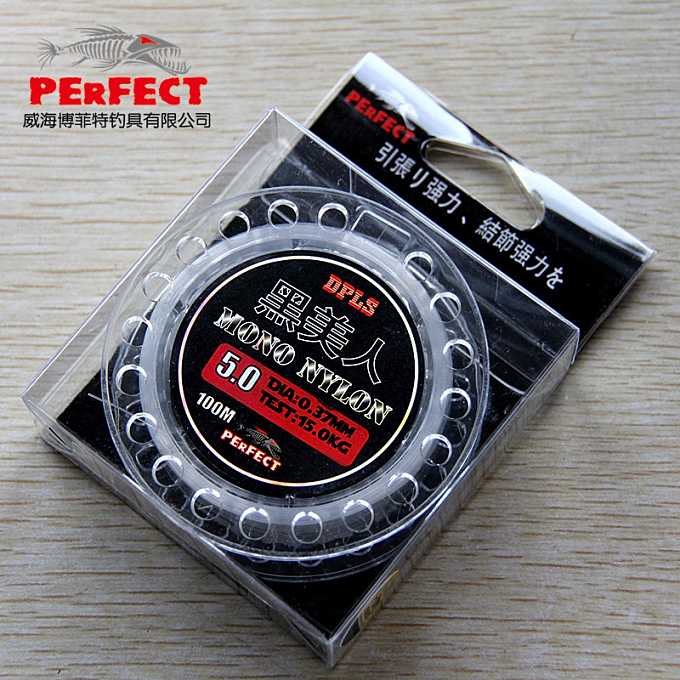 PERFECT
威海博菲特钓具有限公司
PERFECT
引張リ强力、結節强力を
DPLS
黑美人
MONO NYLON
5.0
DIA:0.37MM
TEST:15.0KG
100M
PERFECT